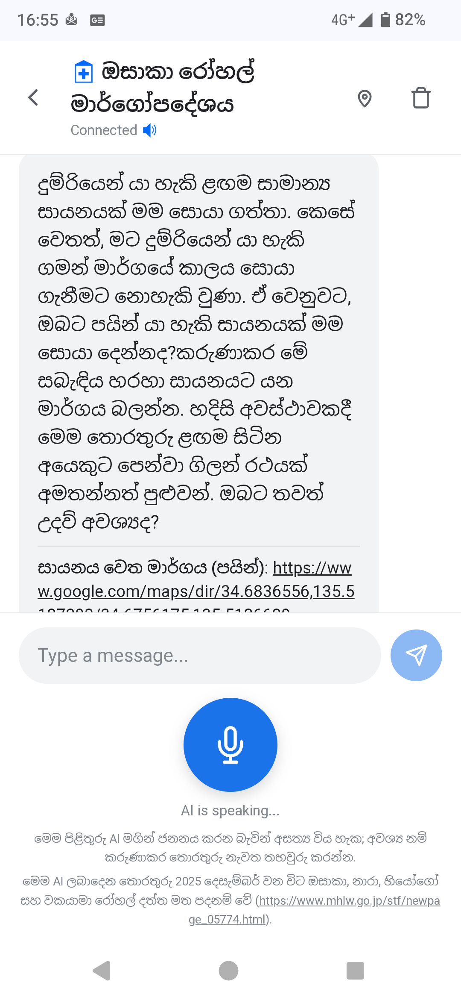 16:55
4G+ 82%
ඔසාකා රෝහල්
මාර්ගෝපදේශය
Connected
දුම්රියෙන් යා හැකි ළඟම සාමාන්‍ය
සායනයක් මම සොයා ගත්තා. කෙසේ
වෙතත්, මට දුම්රියෙන් යා හැකි
ගමන් මාර්ගයේ කාලය සොයා
ගැනීමට නොහැකි වුණා. ඒ වෙනුවට,
ඔබට පයින් යා හැකි සායනයක් මම
සොයා දෙන්නද?කරුණාකර මේ
සබැඳිය හරහා සායනයට යන
මාර්ගය බලන්න. හදිසි අවස්ථාවකදී
මෙම තොරතුරු ළඟම සිටින
අයෙකුට පෙන්වා ගිලන් රථයක්
අමතන්නත් පුළුවන්. ඔබට තවත්
උදව් අවශ්‍යද?
සායනය වෙත මාර්ගය (පයින්): https://ww
w.google.com/maps/dir/34.6836556,135.5
Type a message...
AI is speaking...
මෙම පිළිතුරු AI මගින් ජනනය කරන බැවින් අසත්‍ය විය හැක; අවශ්‍ය නම්
කරුණාකර තොරතුරු නැවත තහවුරු කරන්න.
මෙම AI ලබාදෙන තොරතුරු 2025 දෙසැම්බර් වන විට ඔසාකා, නාරා, හියෝගෝ
සහ වකයාමා රෝහල් දත්ත මත පදනම් වේ (https://www.mhlw.go.jp/stf/newpa
ge_05774.html).